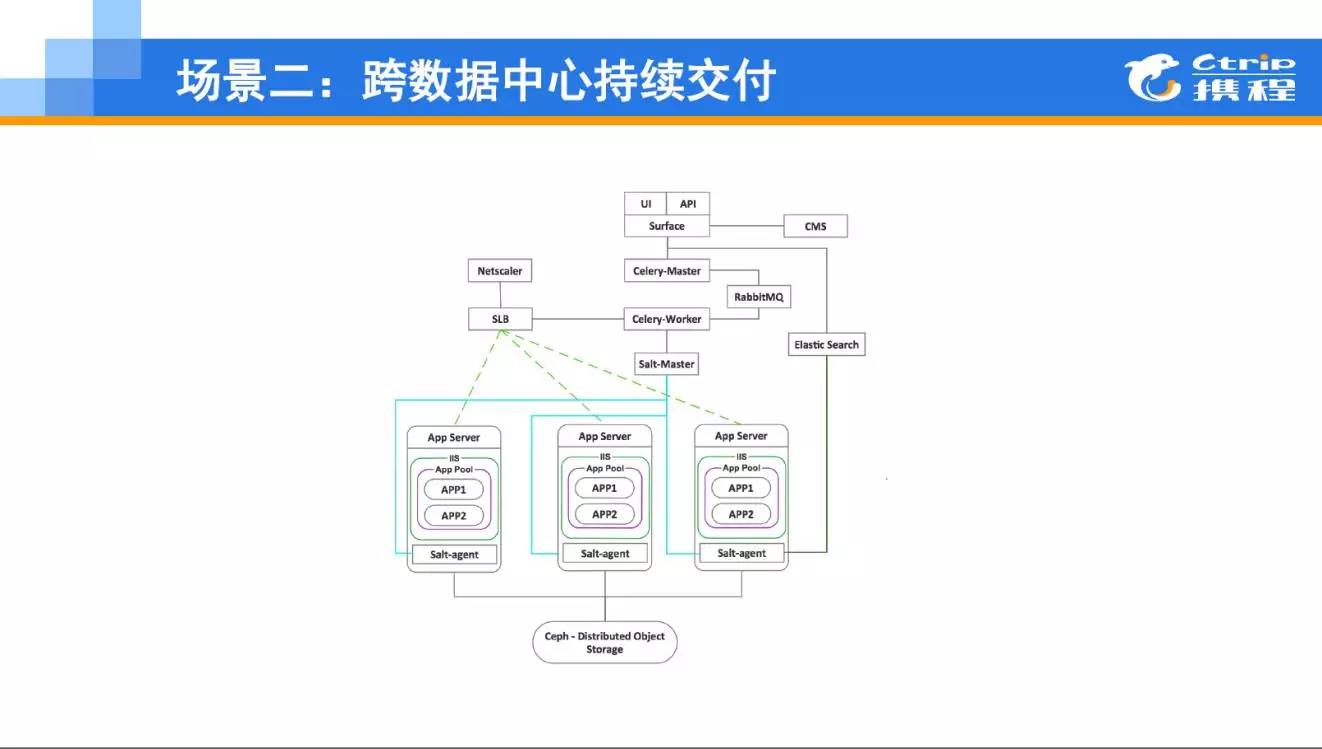 场景二：跨数据中心持续交付
Ctrip
携程
UI
API
Surface
CMS
Netscaler
Celery-Master
RabbitMQ
SLB
Celery-Worker
Elastic Search
Salt-Master
App Server
IIS
App Pool
APP1
APP2
Salt-agent
App Server
IIS
App Pool
APP1
APP2
Salt-agent
App Server
IIS
App Pool
APP1
APP2
Salt-agent
Ceph - Distributed Object
Storage